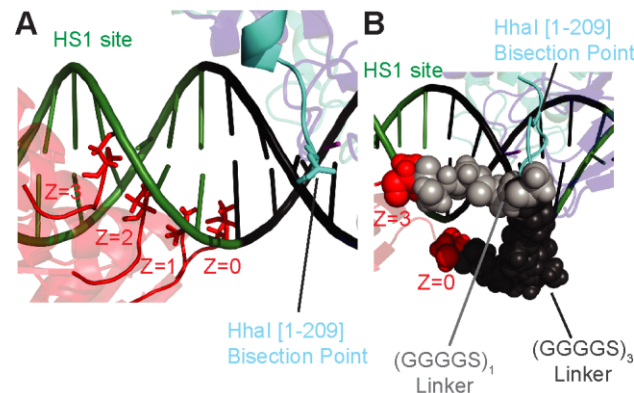 A
HS1 site
Z=3
Z=2
Z=1
Z=0
HhaI [1-209]
Bisection Point
B
HhaI [1-209]
Bisection Point
HS1 site
Z=3
Z=0
(GGGGS)₁
Linker
(GGGGS)₃
Linker